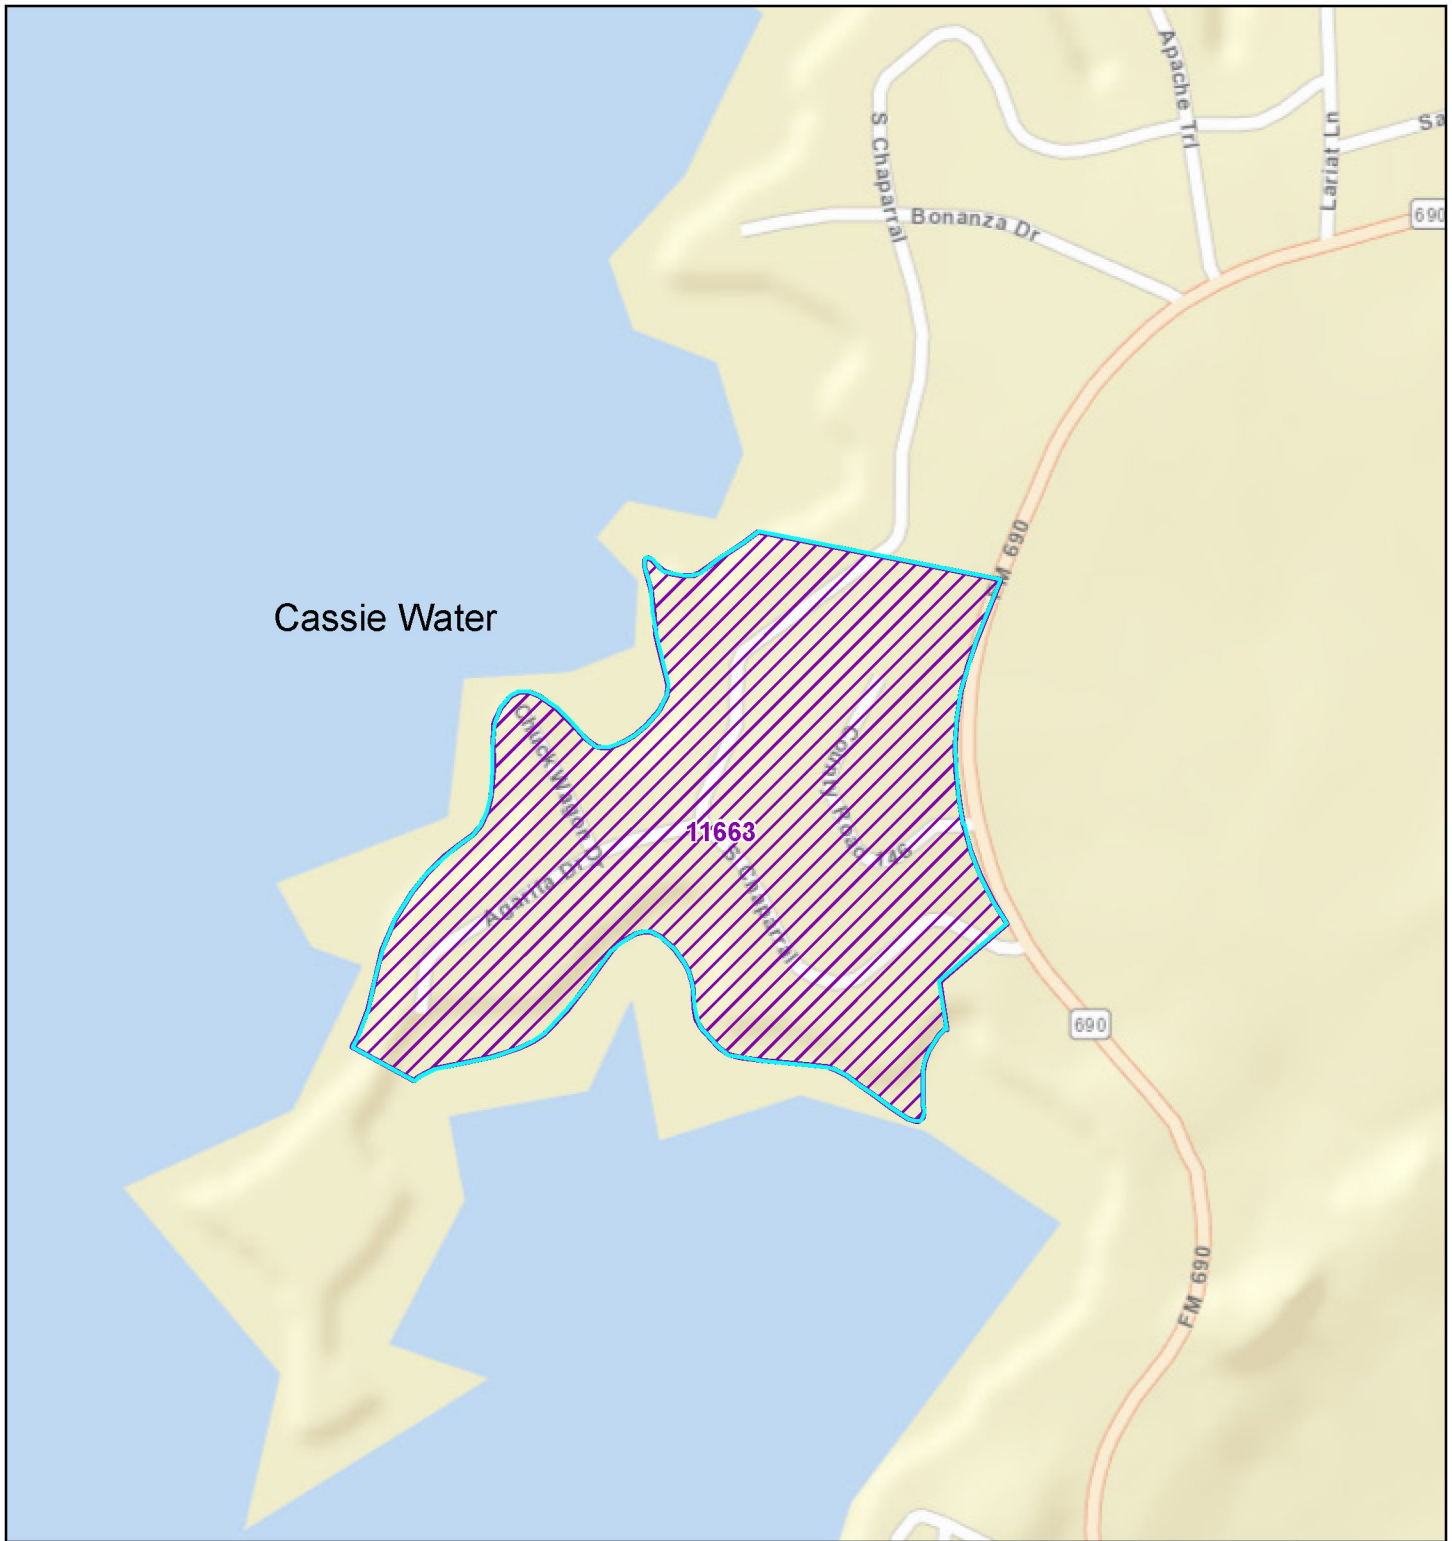 Apache Trl
Sa
S Chaparral
Lariat Ln
690
Bonanza Dr
FM 690
Cassie Water
Chuck Wagon Dr
County Road 746
11663
Agarita Dr
S Chaparral
690
FM 690